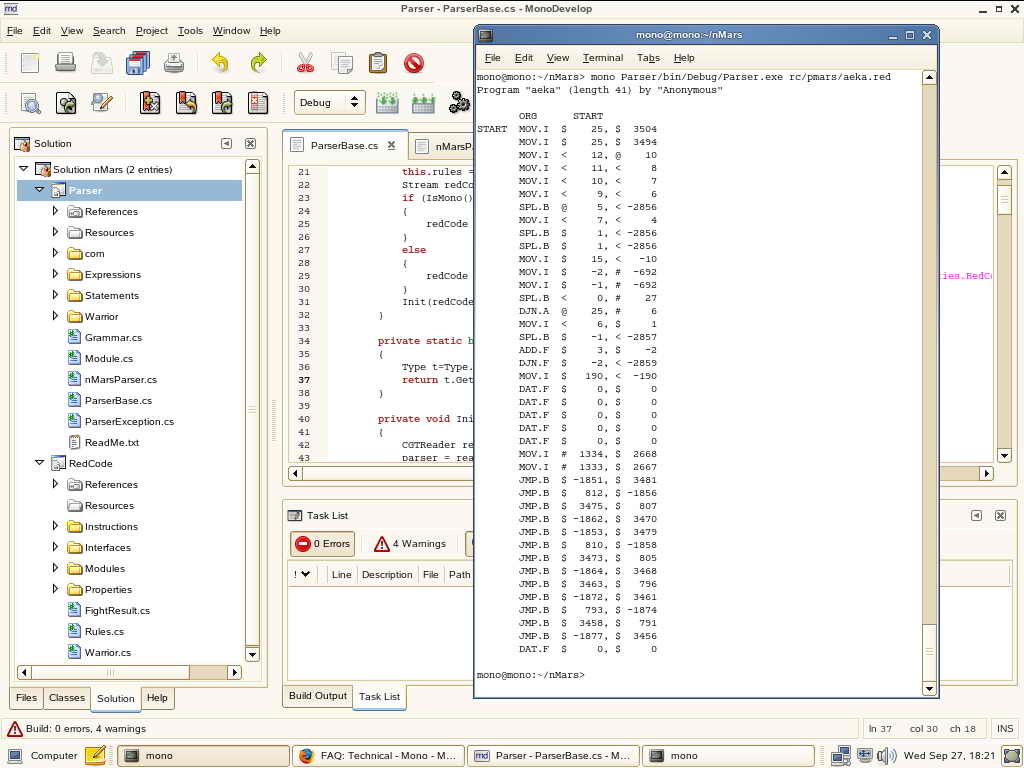 Parser - ParserBase.cs - MonoDevelop
File Edit View Search Project Tools Window Help
Debug
Solution
Solution nMars (2 entries)
Parser
References
Resources
com
Expressions
Statements
Warrior
Grammar.cs
Module.cs
nMarsParser.cs
ParserBase.cs
ParserException.cs
ReadMe.txt
RedCode
References
Resources
Instructions
Interfaces
Modules
Properties
FightResult.cs
Rules.cs
Warrior.cs
Files Classes Solution Help
ParserBase.cs nMarsP
21 this.rules =
22 Stream redCo
23 if (IsMono()
24 {
25 redCode
26 }
27 else
28 {
29 redCode ies.RedCo
30 }
31 Init(redCode
32 }
33
34 private static b
35 {
36 Type t=Type.
37 return t.Get
38 }
39
40 private void Ini
41 {
42 CGTReader re
43 parser = rea
Task List
0 Errors 4 Warnings
! Line Description File Path
Build Output Task List
mono@mono:~/nMars
File Edit View Terminal Tabs Help
mono@mono:~/nMars> mono Parser/bin/Debug/Parser.exe rc/pmars/aeka.red
Program "aeka" (length 41) by "Anonymous"
ORG START
START MOV.I $ 25, $ 3504
MOV.I $ 25, $ 3494
MOV.I < 12, @ 10
MOV.I < 11, < 8
MOV.I < 10, < 7
MOV.I < 9, < 6
SPL.B @ 5, < -2856
MOV.I < 7, < 4
SPL.B $ 1, < -2856
SPL.B $ 1, < -2856
MOV.I $ 15, < -10
MOV.I $ -2, # -692
MOV.I $ -1, # -692
SPL.B < 0, # 27
DJN.A @ 25, # 6
MOV.I < 6, $ 1
SPL.B $ -1, < -2857
ADD.F $ 3, $ -2
DJN.F $ -2, < -2859
MOV.I $ 190, < -190
DAT.F $ 0, $ 0
DAT.F $ 0, $ 0
DAT.F $ 0, $ 0
DAT.F $ 0, $ 0
DAT.F $ 0, $ 0
MOV.I # 1334, $ 2668
MOV.I # 1333, $ 2667
JMP.B $ -1851, $ 3481
JMP.B $ 812, $ -1856
JMP.B $ 3475, $ 807
JMP.B $ -1862, $ 3470
JMP.B $ -1853, $ 3479
JMP.B $ 810, $ -1858
JMP.B $ 3473, $ 805
JMP.B $ -1864, $ 3468
JMP.B $ 3463, $ 796
JMP.B $ -1872, $ 3461
JMP.B $ 793, $ -1874
JMP.B $ 3458, $ 791
JMP.B $ -1877, $ 3456
DAT.F $ 0, $ 0
mono@mono:~/nMars>
Build: 0 errors, 4 warnings ln 37 col 30 ch 18 INS
Computer mono FAQ: Technical - Mono - M... Parser - ParserBase.cs - M... mono Wed Sep 27, 18:21